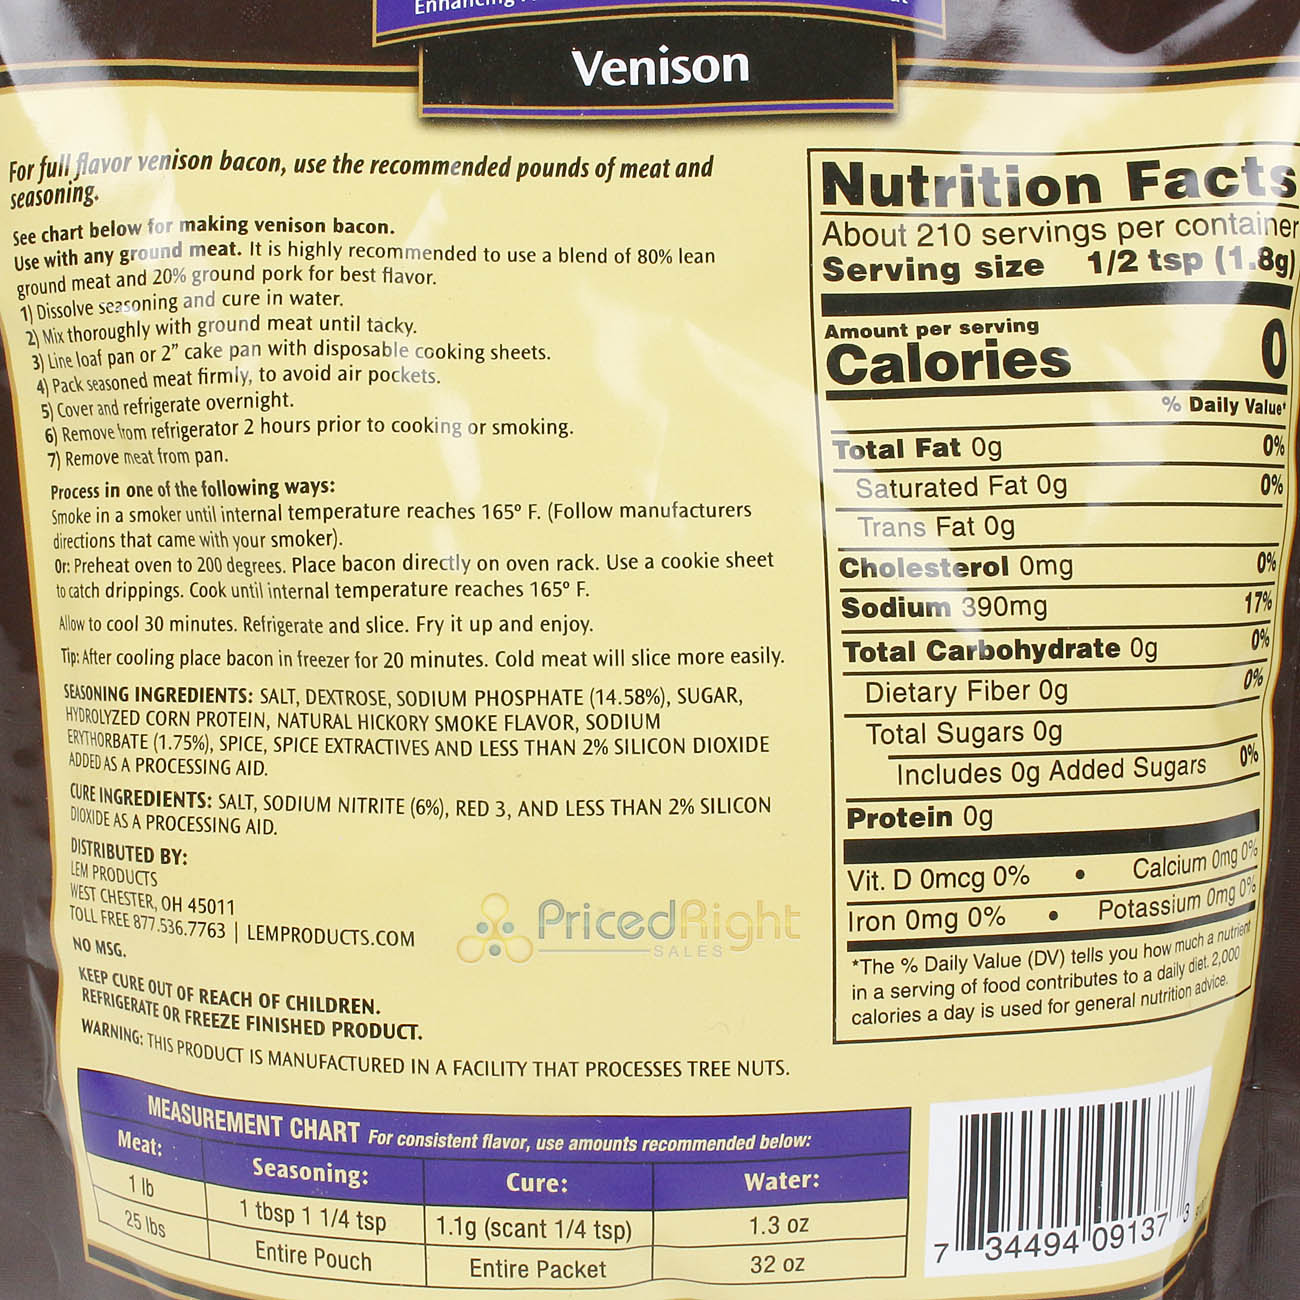 Venison
For full flavor venison bacon, use the recommended pounds of meat and
seasoning.
See chart below for making venison bacon.
Use with any ground meat. It is highly recommended to use a blend of 80% lean
ground meat and 20% ground pork for best flavor.
1) Dissolve seasoning and cure in water.
2) Mix thoroughly with ground meat until tacky.
3) Line loaf pan or 2” cake pan with disposable cooking sheets.
4) Pack seasoned meat firmly, to avoid air pockets.
5) Cover and refrigerate overnight.
6) Remove from refrigerator 2 hours prior to cooking or smoking.
7) Remove meat from pan.
Process in one of the following ways:
Smoke in a smoker until internal temperature reaches 165º F. (Follow manufacturers
directions that came with your smoker).
Or: Preheat oven to 200 degrees. Place bacon directly on oven rack. Use a cookie sheet
to catch drippings. Cook until internal temperature reaches 165º F.
Allow to cool 30 minutes. Refrigerate and slice. Fry it up and enjoy.
Tip: After cooling place bacon in freezer for 20 minutes. Cold meat will slice more easily.
SEASONING INGREDIENTS: SALT, DEXTROSE, SODIUM PHOSPHATE (14.58%), SUGAR,
HYDROLYZED CORN PROTEIN, NATURAL HICKORY SMOKE FLAVOR, SODIUM
ERYTHORBATE (1.75%), SPICE, SPICE EXTRACTIVES AND LESS THAN 2% SILICON DIOXIDE
ADDED AS A PROCESSING AID.
CURE INGREDIENTS: SALT, SODIUM NITRITE (6%), RED 3, AND LESS THAN 2% SILICON
DIOXIDE AS A PROCESSING AID.
DISTRIBUTED BY:
LEM PRODUCTS
WEST CHESTER, OH 45011
TOLL FREE 877.536.7763 | LEMPRODUCTS.COM
NO MSG.
KEEP CURE OUT OF REACH OF CHILDREN.
REFRIGERATE OR FREEZE FINISHED PRODUCT.
WARNING: THIS PRODUCT IS MANUFACTURED IN A FACILITY THAT PROCESSES TREE NUTS.
PricedRight
SALES
Nutrition Facts
About 210 servings per container
Serving size 1/2 tsp (1.8g)
Amount per serving
Calories 0
% Daily Value*
Total Fat 0g 0%
Saturated Fat 0g 0%
Trans Fat 0g
Cholesterol 0mg 0%
Sodium 390mg 17%
Total Carbohydrate 0g 0%
Dietary Fiber 0g 0%
Total Sugars 0g
Includes 0g Added Sugars 0%
Protein 0g
Vit. D 0mcg 0% • Calcium 0mg 0%
Iron 0mg 0% • Potassium 0mg 0%
*The % Daily Value (DV) tells you how much a nutrient
in a serving of food contributes to a daily diet. 2,000
calories a day is used for general nutrition advice.
MEASUREMENT CHART For consistent flavor, use amounts recommended below:
Meat: Seasoning: Cure: Water:
1 lb 1 tbsp 1 1/4 tsp 1.1g (scant 1/4 tsp) 1.3 oz
25 lbs Entire Pouch Entire Packet 32 oz
7 34494 09137 3